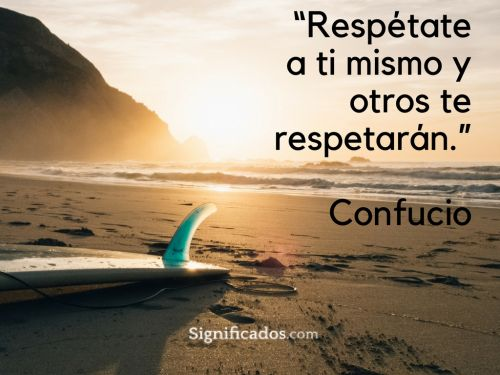 “Respétate
a ti mismo y
otros te
respetarán.”
Confucio
Significados.com